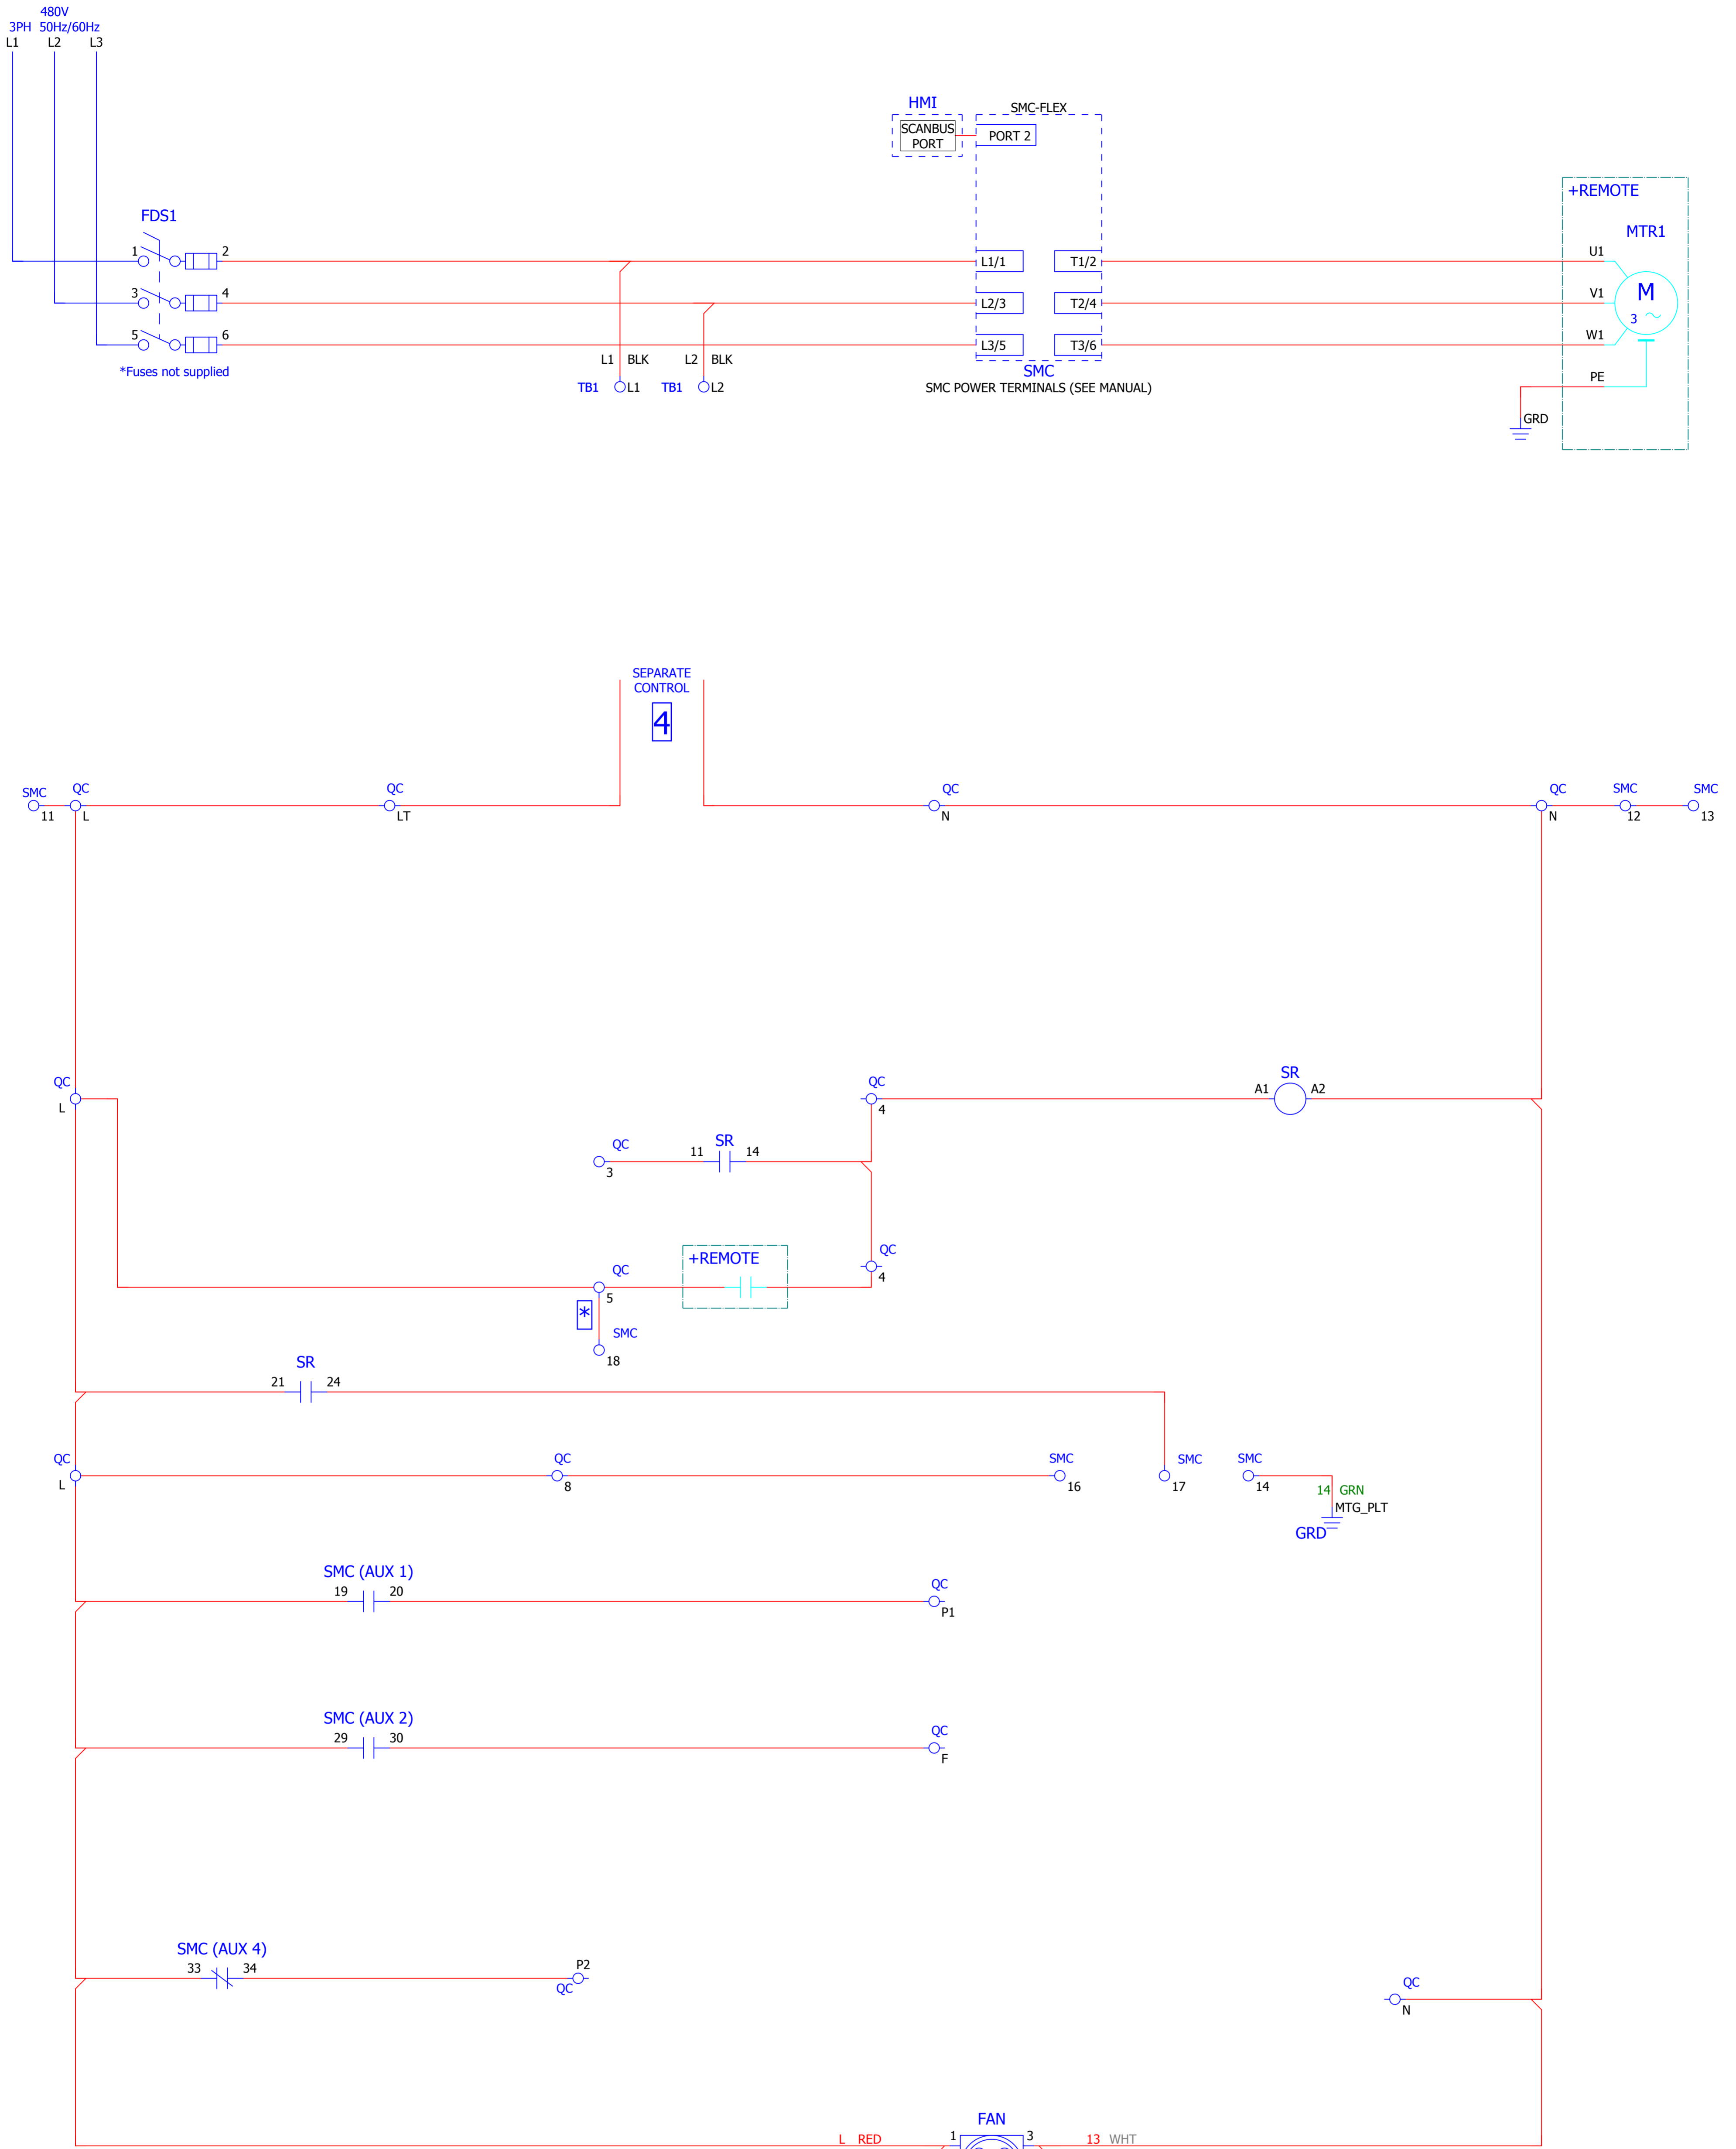 480V
3PH 50Hz/60Hz
L1 L2 L3
HMI
SMC-FLEX
SCANBUS
PORT
PORT 2
+REMOTE
FDS1
MTR1
1 2
L1/1 T1/2
U1
3 4
L2/3 T2/4
V1
M
3
5 6
L3/5 T3/6
W1
*Fuses not supplied
L1 BLK L2 BLK
SMC
PE
TB1 L1 TB1 L2
SMC POWER TERMINALS (SEE MANUAL)
GRD
SEPARATE
CONTROL
4
SMC QC QC QC QC SMC SMC
11 L LT N N 12 13
SR
QC QC A1 A2
L 4
SR
QC 11 14
3
+REMOTE
QC QC
4
5
*
SMC
18
SR
21 24
QC QC SMC SMC SMC
L 8 16 17 14
14 GRN
MTG_PLT
GRD
SMC (AUX 1)
19 20 QC
P1
SMC (AUX 2)
29 30 QC
F
SMC (AUX 4)
33 34 P2
QC
QC
N
FAN
L RED 1 3 13 WHT